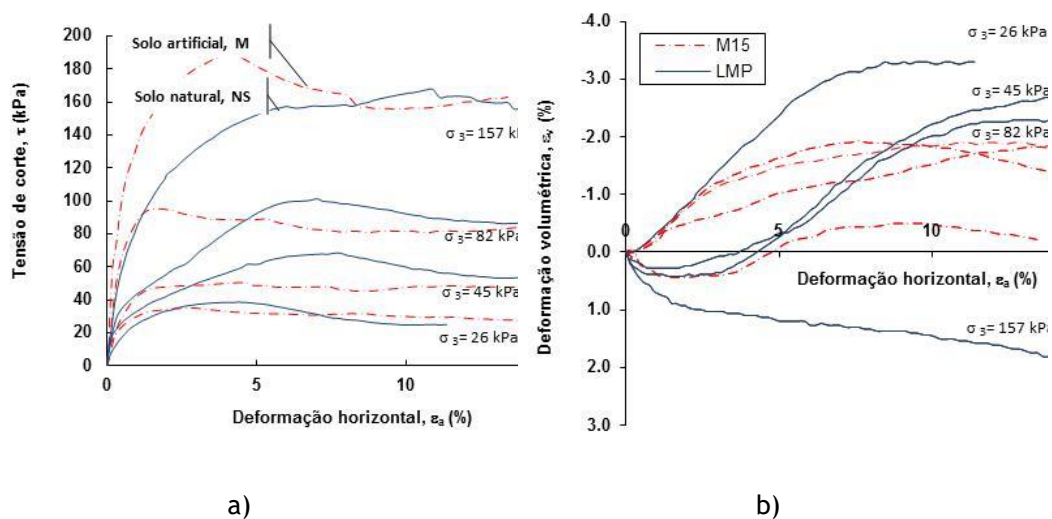 200
180
160
140
120
100
80
60
40
20
0
Tensão de corte, τ (kPa)
Solo artificial, M
Solo natural, NS
σ 3= 157 kP
σ 3= 82 kPa
σ 3= 45 kPa
σ 3= 26 kPa
0 5 10
Deformação horizontal, εa (%)
a)
-4.0
-3.0
-2.0
-1.0
0.0
1.0
2.0
3.0
Deformação volumétrica, εv (%)
M15
LMP
σ 3= 26 kPa
σ 3= 45 kPa
σ 3= 82 kPa
0 5 10
Deformação horizontal, εa (%)
σ 3= 157 kPa
b)